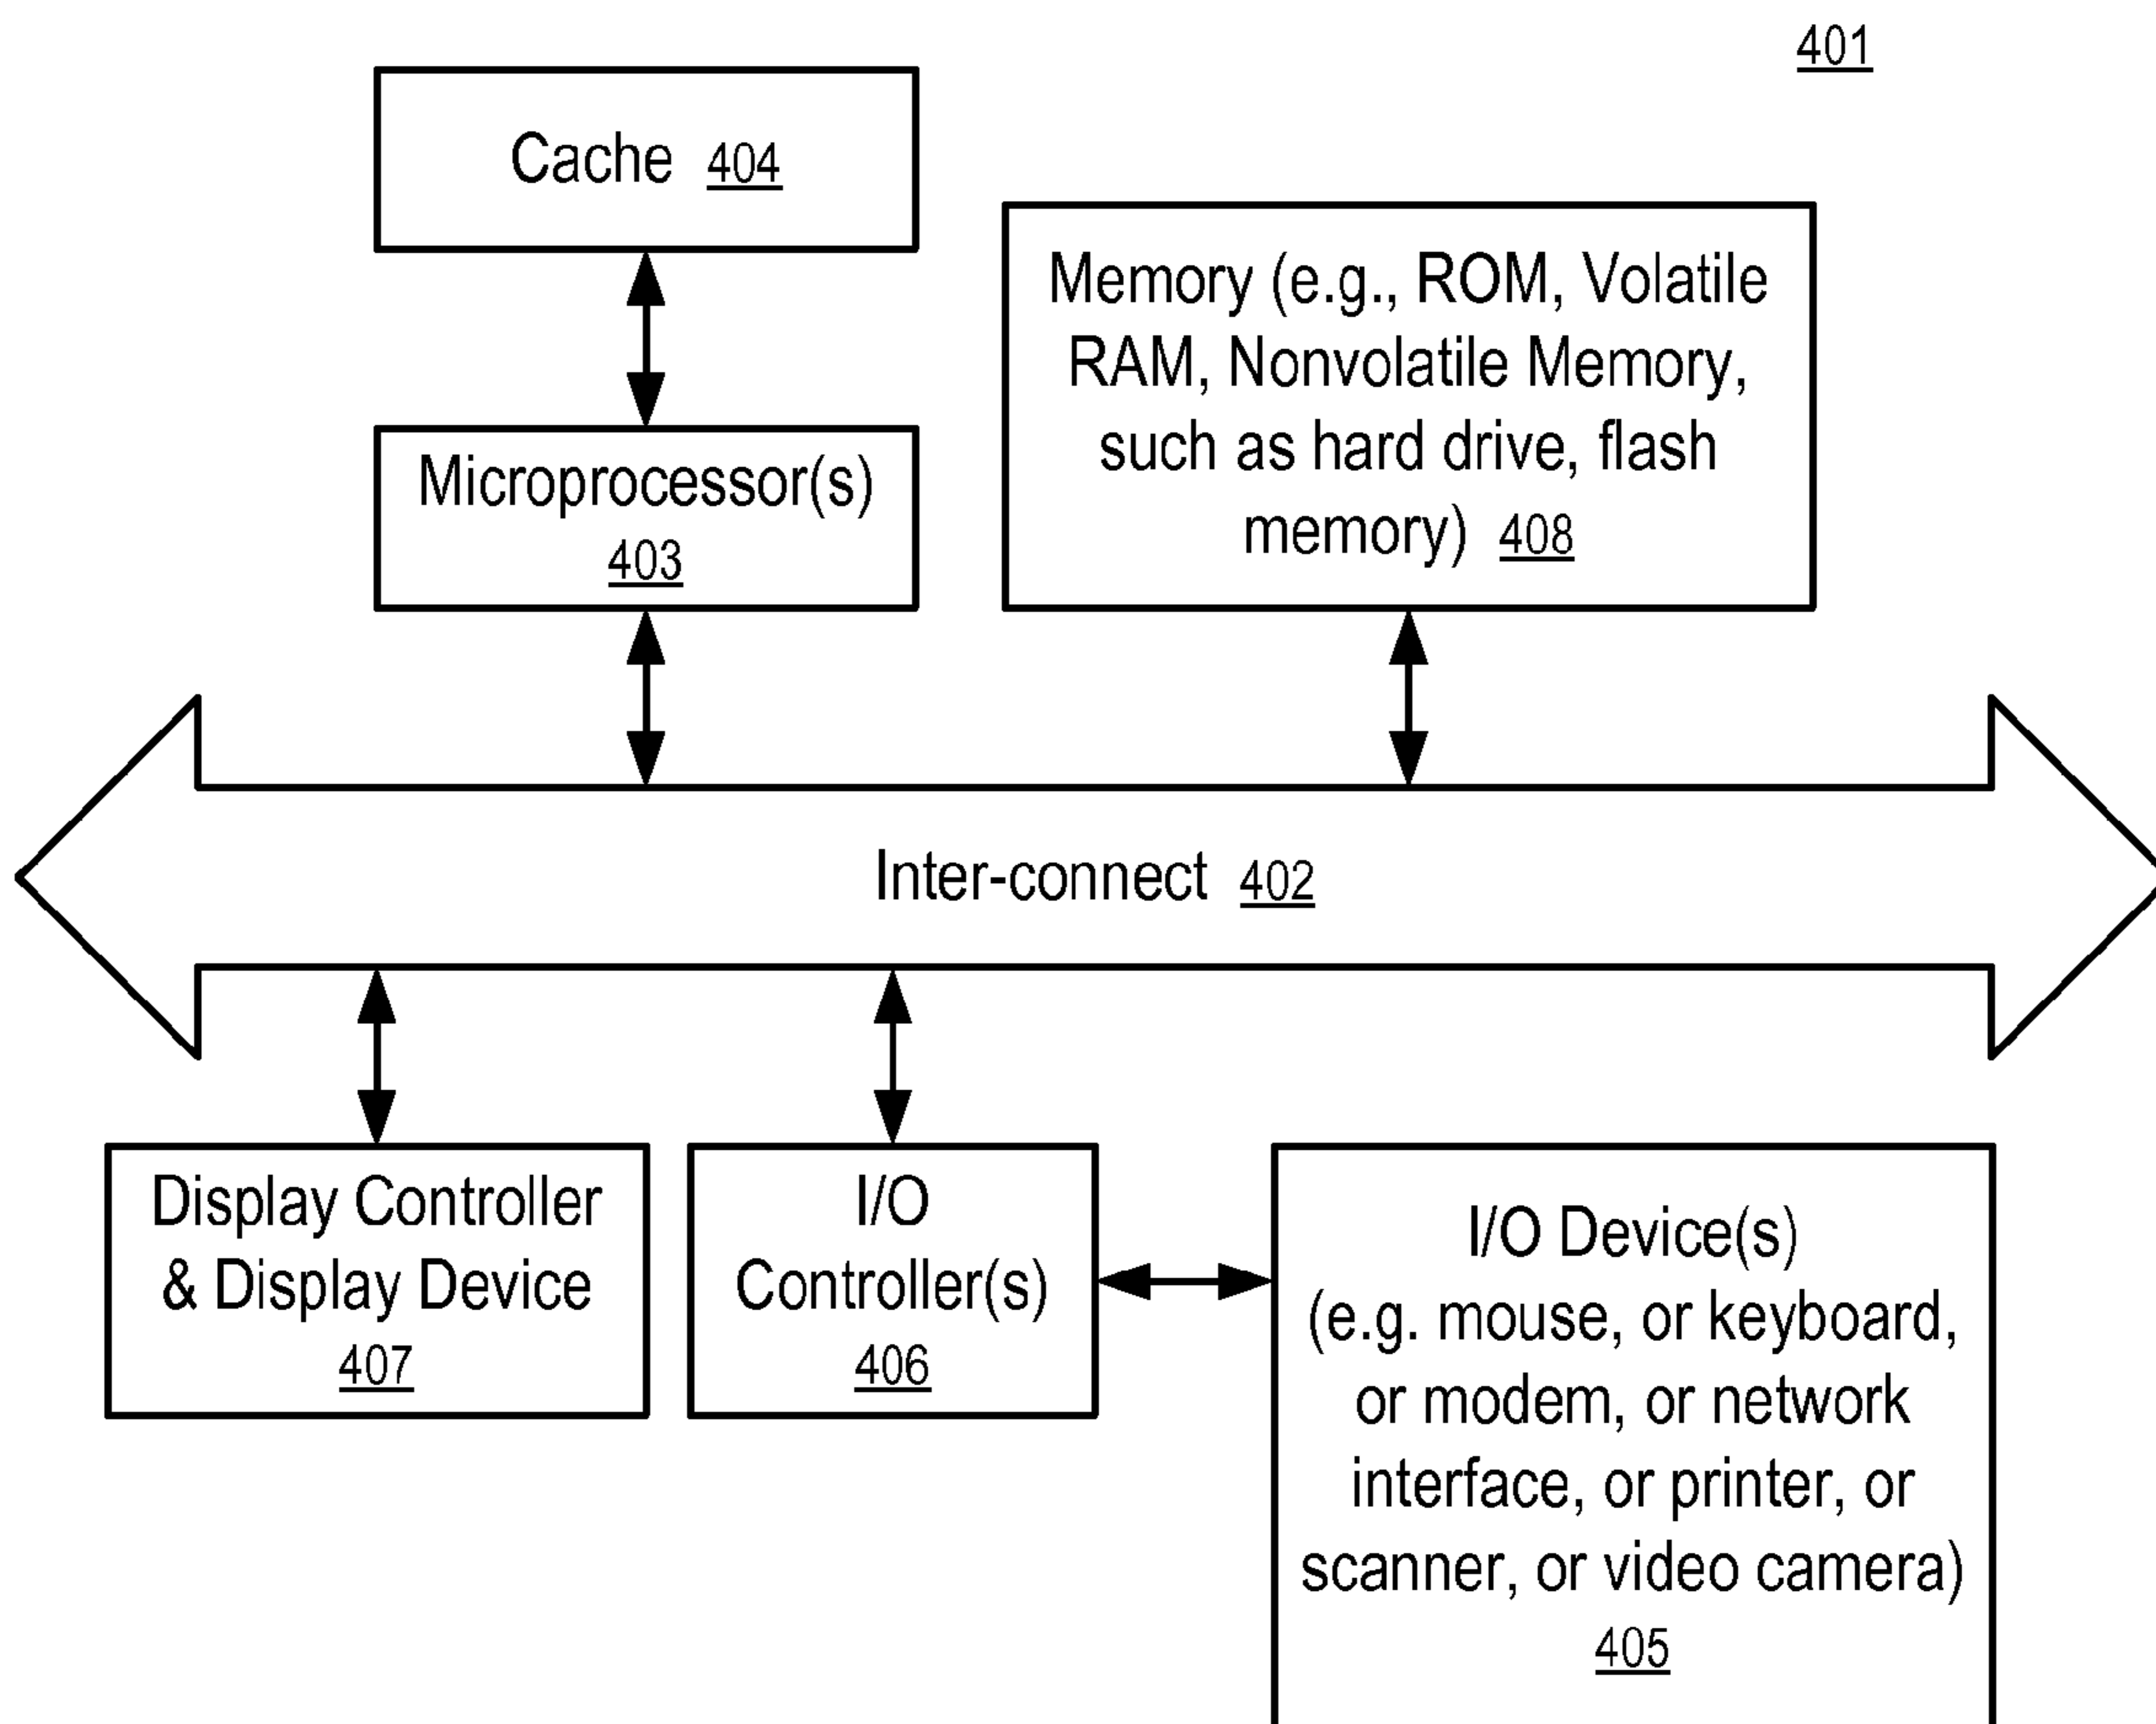 401
Cache 404
Memory (e.g., ROM, Volatile
RAM, Nonvolatile Memory,
such as hard drive, flash
memory) 408
Microprocessor(s)
403
Inter-connect 402
Display Controller
& Display Device
407
I/O
Controller(s)
406
I/O Device(s)
(e.g. mouse, or keyboard,
or modem, or network
interface, or printer, or
scanner, or video camera)
405